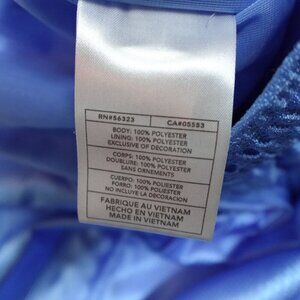 RN#56323 CA#05553
BODY: 100% POLYESTER
LINING: 100% POLYESTER
EXCLUSIVE OF DECORATION
CORPS: 100% POLYESTER
DOUBLURE: 100% POLYESTER
SANS ORNEMENTS
CUERPO: 100% POLIESTER
FORRO: 100% POLIESTER
NO INCLUYE LA DECORACION
FABRIQUE AU VIETNAM
HECHO EN VIETNAM
MADE IN VIETNAM